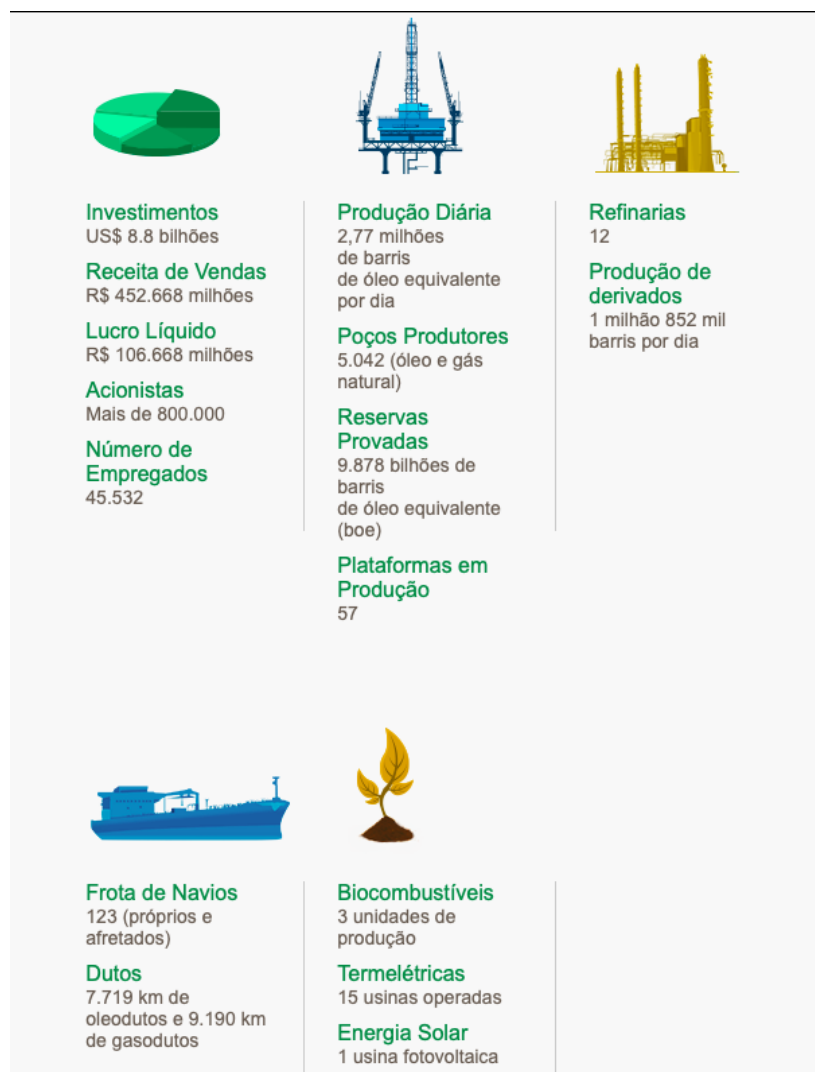 Investimentos
US$ 8.8 bilhões
Receita de Vendas
R$ 452.668 milhões
Lucro Líquido
R$ 106.668 milhões
Acionistas
Mais de 800.000
Número de
Empregados
45.532
Produção Diária
2,77 milhões
de barris
de óleo equivalente
por dia
Poços Produtores
5.042 (óleo e gás
natural)
Reservas
Provadas
9.878 bilhões de
barris
de óleo equivalente
(boe)
Plataformas em
Produção
57
Refinarias
12
Produção de
derivados
1 milhão 852 mil
barris por dia
Frota de Navios
123 (próprios e
afretados)
Dutos
7.719 km de
oleodutos e 9.190 km
de gasodutos
Biocombustíveis
3 unidades de
produção
Termelétricas
15 usinas operadas
Energia Solar
1 usina fotovoltaica